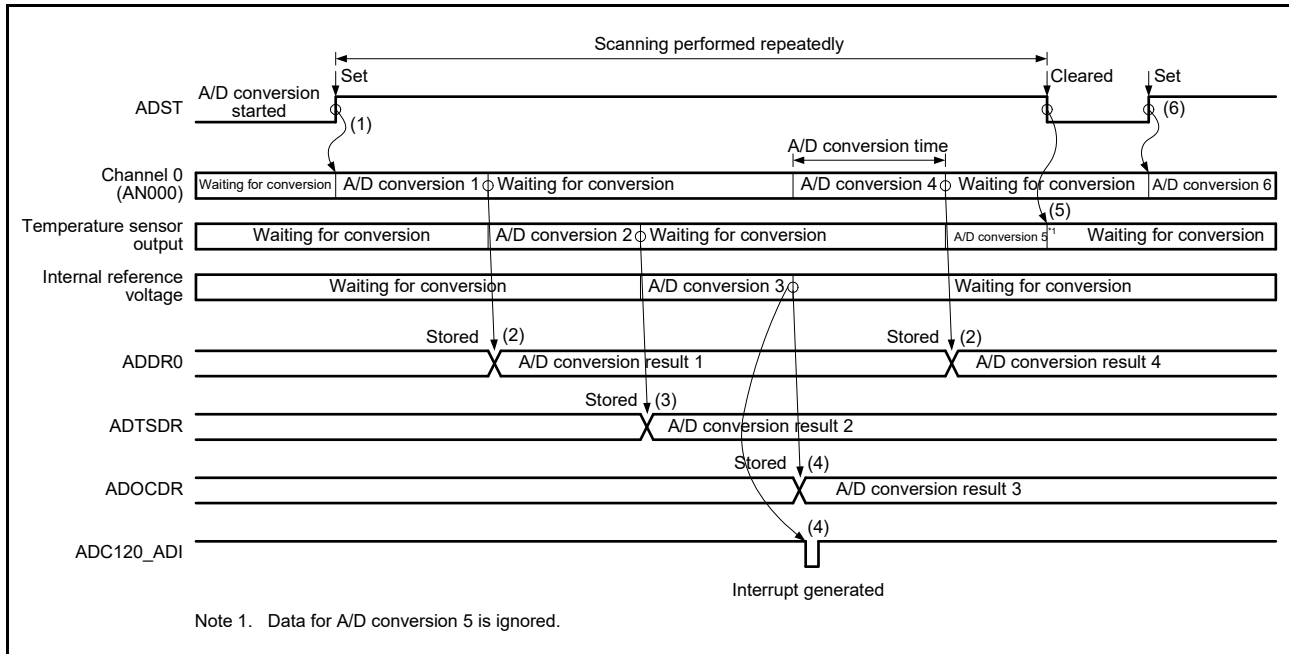 Scanning performed repeatedly
Set
Cleared
Set
A/D conversion
started
ADST
(1)
(6)
A/D conversion time
Channel 0
(AN000)
Waiting for conversion
A/D conversion 1
Waiting for conversion
A/D conversion 4
Waiting for conversion
A/D conversion 6
(5)
Temperature sensor
output
Waiting for conversion
A/D conversion 2
Waiting for conversion
A/D conversion 5*1
Waiting for conversion
Internal reference
voltage
Waiting for conversion
A/D conversion 3
Waiting for conversion
Stored
(2)
Stored
(2)
ADDR0
A/D conversion result 1
A/D conversion result 4
Stored
(3)
ADTSDR
A/D conversion result 2
Stored
(4)
ADOCDR
A/D conversion result 3
(4)
ADC120_ADI
Interrupt generated
Note 1. Data for A/D conversion 5 is ignored.